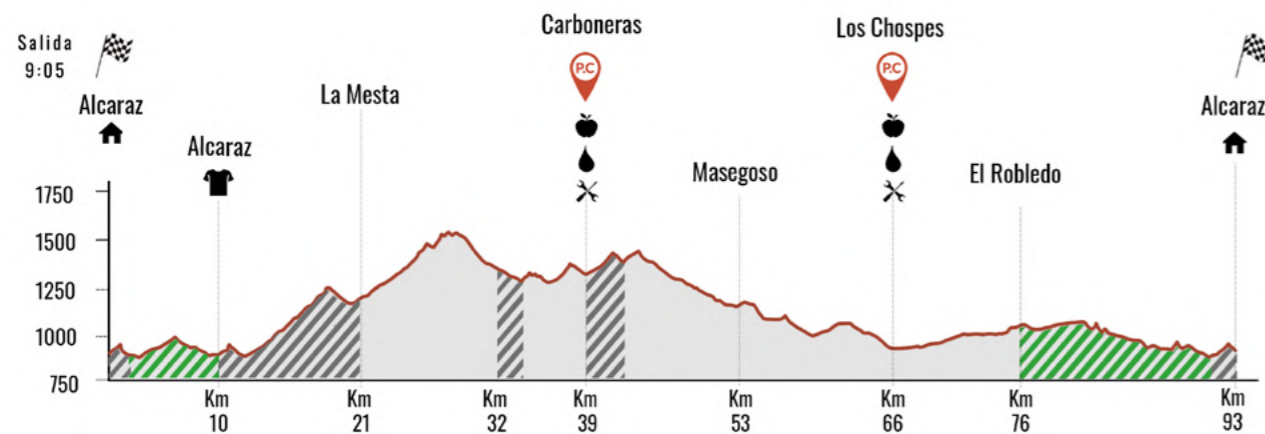 Salida
9:05
Alcaraz
Alcaraz
La Mesta
Carboneras
P.C
Masegoso
Los Chospes
P.C
El Robledo
Alcaraz
1750
1500
1250
1000
750
Km
10
Km
21
Km
32
Km
39
Km
53
Km
66
Km
76
Km
93